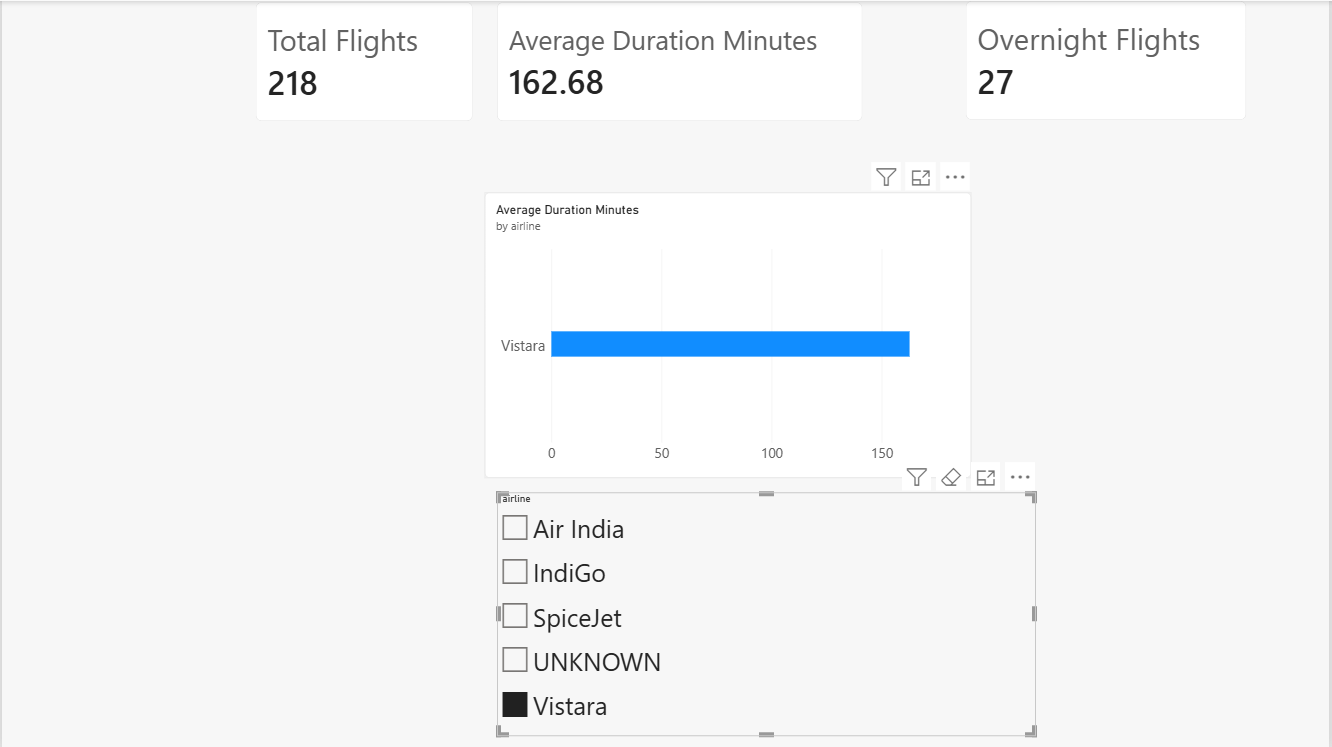 Total Flights
218
Average Duration Minutes
162.68
Overnight Flights
27
Average Duration Minutes
by airline
Vistara
0 50 100 150
airline
Air India
IndiGo
SpiceJet
UNKNOWN
Vistara